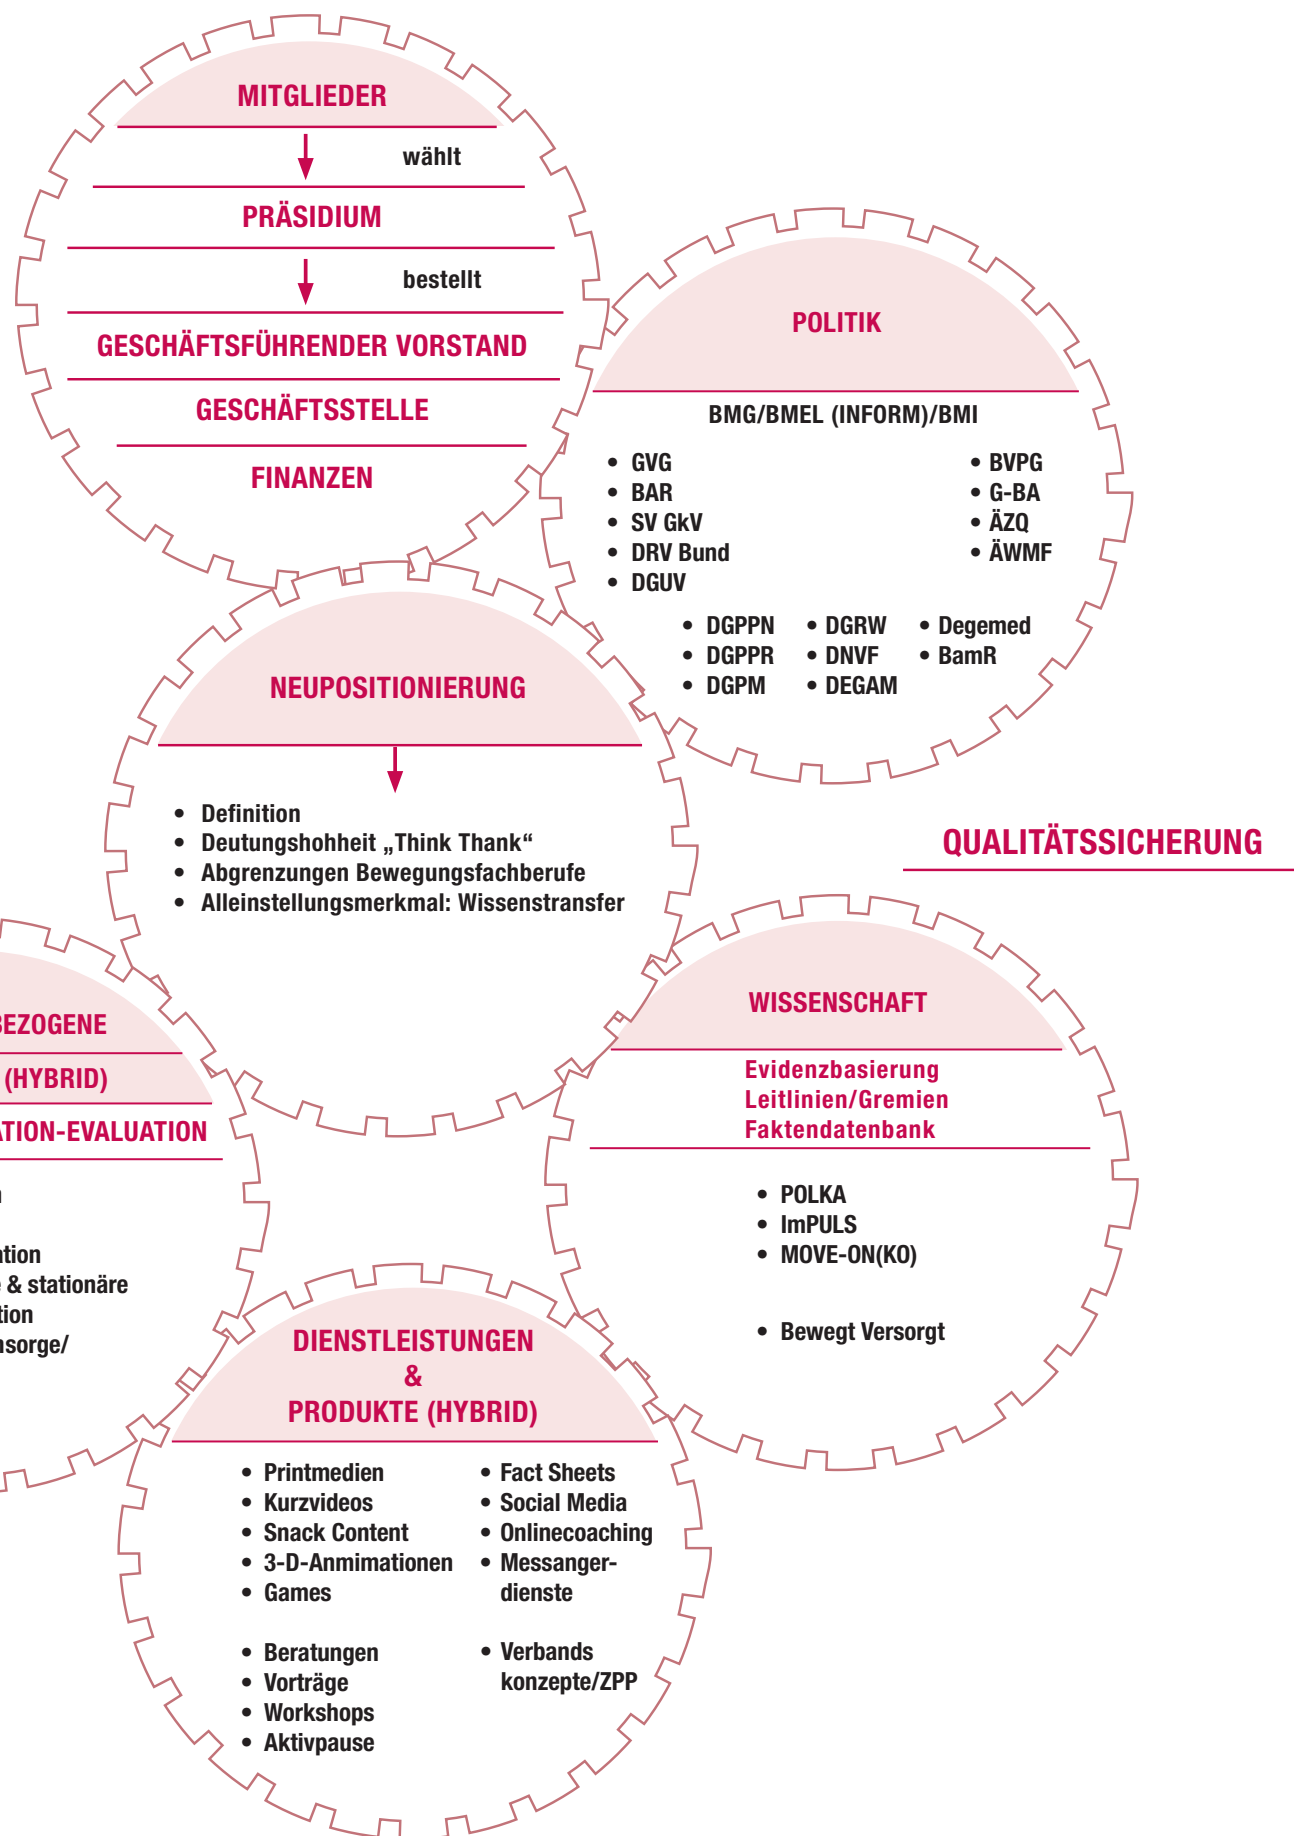 MITGLIEDER
wählt
PRÄSIDIUM
bestellt
GESCHÄFTSFÜHRENDER VORSTAND
GESCHÄFTSSTELLE
FINANZEN
POLITIK
BMG/BMEL (INFORM)/BMI
• GVG
• BAR
• SV GkV
• DRV Bund
• DGUV
• BVPG
• G-BA
• ÄZQ
• ÄWMF
• DGPPN
• DGPPR
• DGPM
• DGRW
• DNVF
• DEGAM
• Degemed
• BamR
NEUPOSITIONIERUNG
• Definition
• Deutungshohheit „Think Thank“
• Abgrenzungen Bewegungsfachberufe
• Alleinstellungsmerkmal: Wissenstransfer
QUALITÄTSSICHERUNG
BEZOGENE
(HYBRID)
ATION-EVALUATION
ation
& stationäre
tion
nsorge/
WISSENSCHAFT
Evidenzbasierung
Leitlinien/Gremien
Faktendatenbank
• POLKA
• ImPULS
• MOVE-ON(KO)
• Bewegt Versorgt
DIENSTLEISTUNGEN
&
PRODUKTE (HYBRID)
• Printmedien
• Kurzvideos
• Snack Content
• 3-D-Anmimationen
• Games
• Beratungen
• Vorträge
• Workshops
• Aktivpause
• Fact Sheets
• Social Media
• Onlinecoaching
• Messanger-
dienste
• Verbands
konzepte/ZPP